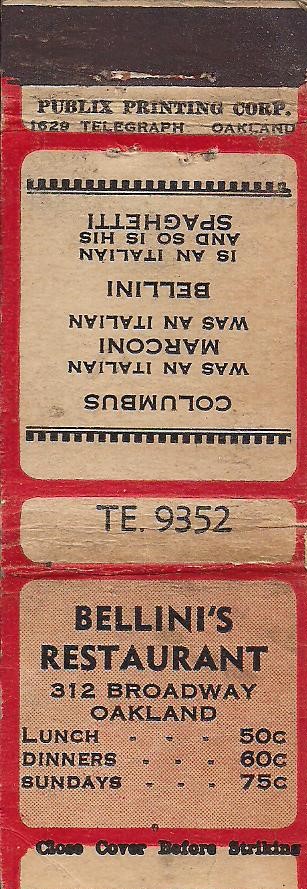 PUBLIX PRINTING CORP.
1629 TELEGRAPH OAKLAND
COLUMBUS
WAS AN ITALIAN
MARCONI
WAS AN ITALIAN
BELLINI
IS AN ITALIAN
AND SO IS HIS
SPAGHETTI
TE. 9352
BELLINI'S
RESTAURANT
312 BROADWAY
OAKLAND
LUNCH - - - 50c
DINNERS - - - 60c
SUNDAYS - - - 75c
Close Cover Before Striking